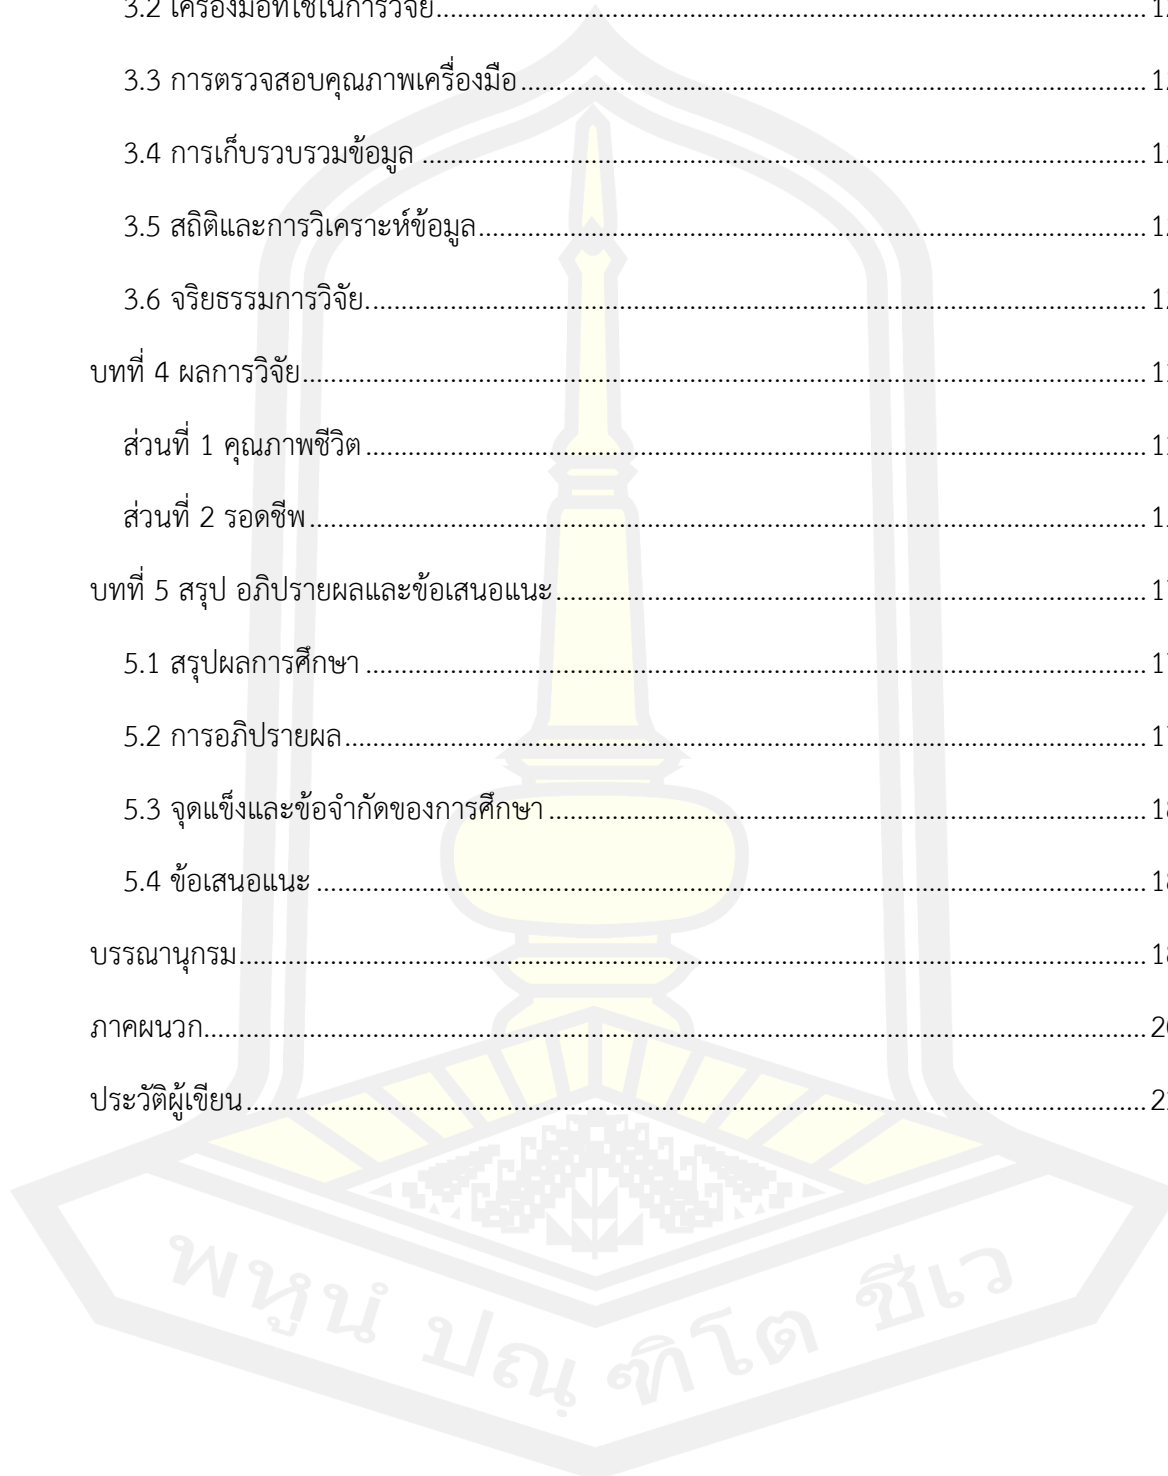 3.2 เครื่องมือที่ใช้ในการวิจัย
3.3 การตรวจสอบคุณภาพเครื่องมือ
3.4 การเก็บรวบรวมข้อมูล
3.5 สถิติและการวิเคราะห์ข้อมูล
3.6 จริยธรรมการวิจัย
บทที่ 4 ผลการวิจัย
ส่วนที่ 1 คุณภาพชีวิต
ส่วนที่ 2 รอดชีพ
บทที่ 5 สรุป อภิปรายผลและข้อเสนอแนะ
5.1 สรุปผลการศึกษา
5.2 การอภิปรายผล
5.3 จุดแข็งและข้อจำกัดของการศึกษา
5.4 ข้อเสนอแนะ
บรรณานุกรม
ภาคผนวก
ประวัติผู้เขียน
พหูนํ ปณฺฑิโต ชีเว